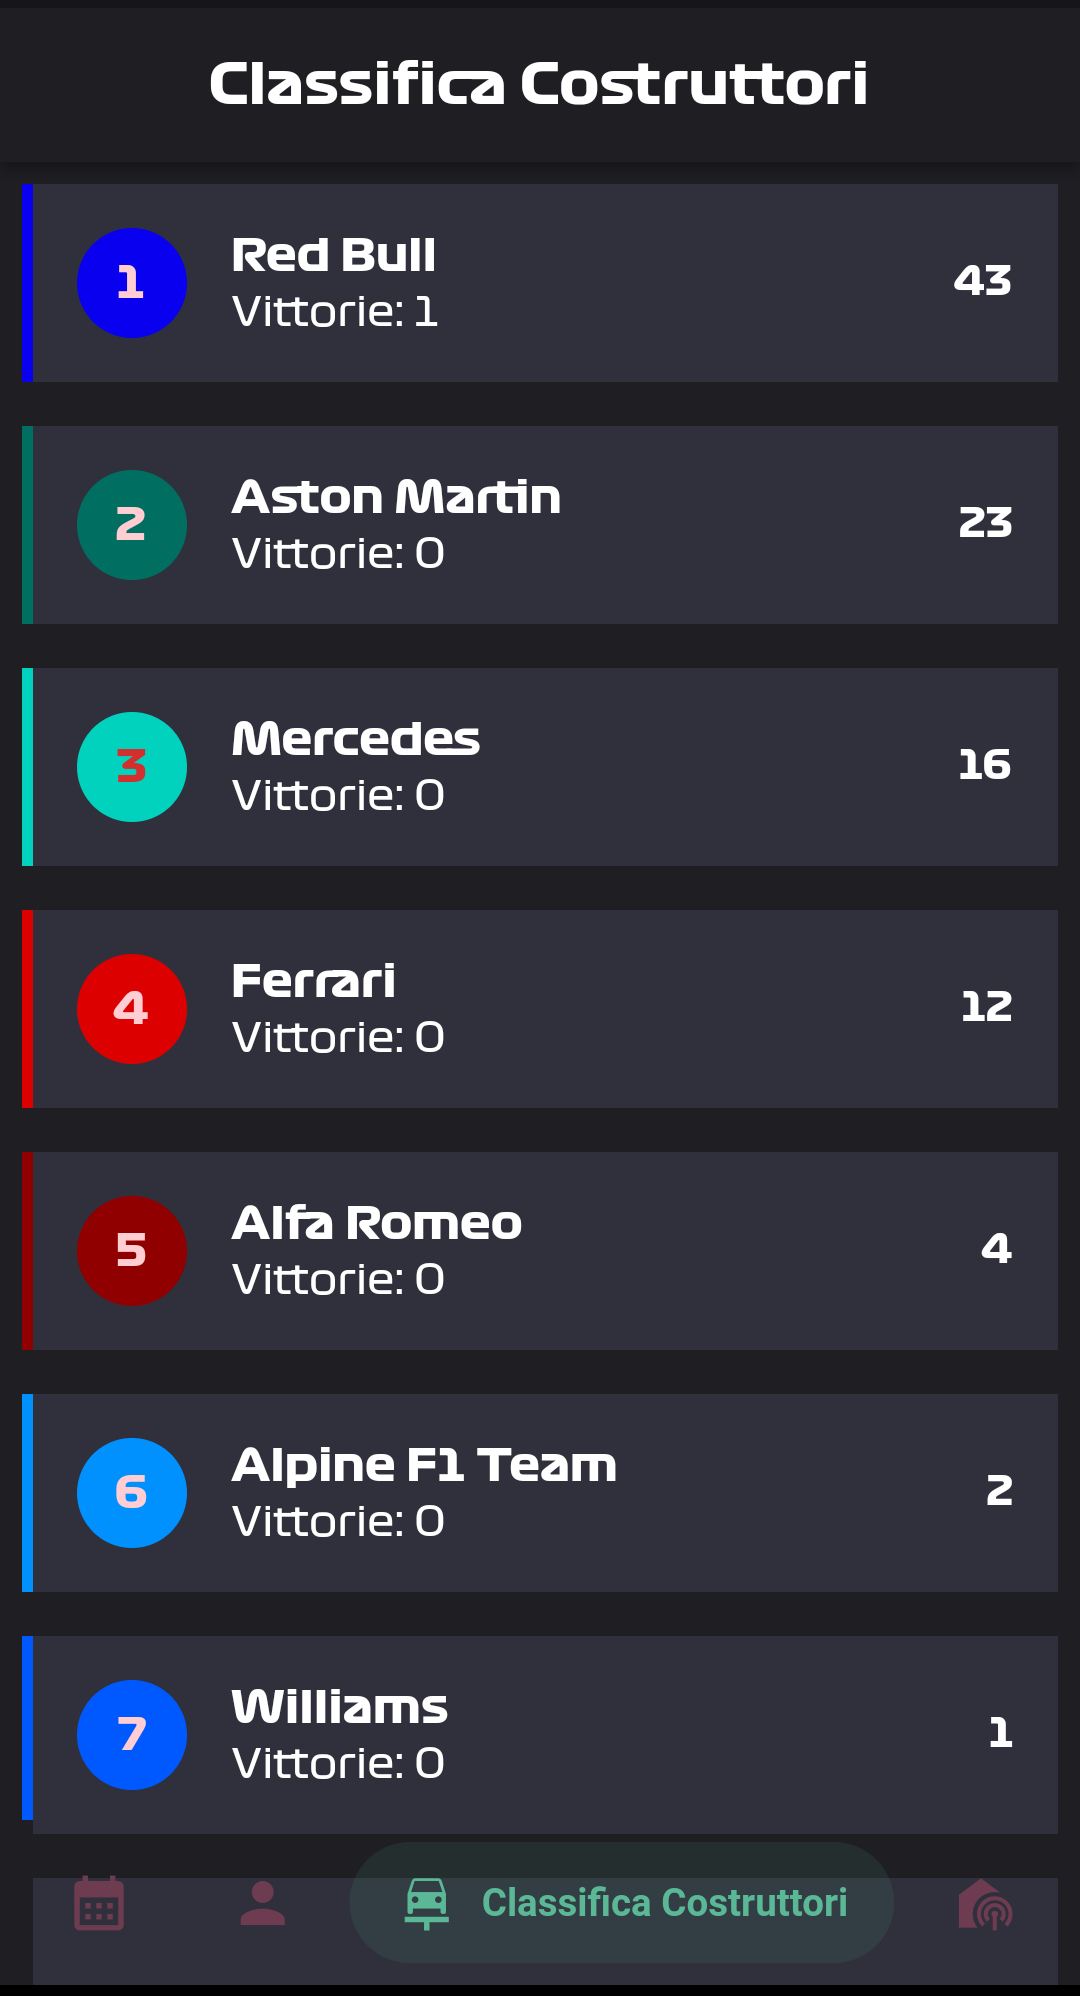 Classifica Costruttori
1
Red Bull
Vittorie: 1
43
2
Aston Martin
Vittorie: 0
23
3
Mercedes
Vittorie: 0
16
4
Ferrari
Vittorie: 0
12
5
Alfa Romeo
Vittorie: 0
4
6
Alpine F1 Team
Vittorie: 0
2
7
Williams
Vittorie: 0
1
Classifica Costruttori